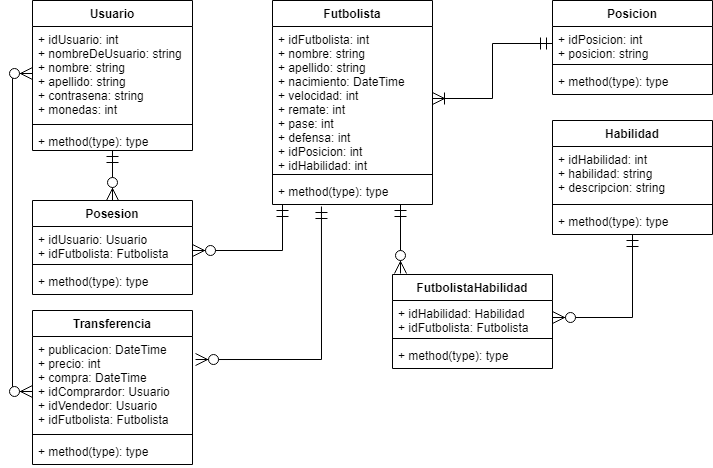 Usuario
+ idUsuario: int
+ nombreDeUsuario: string
+ nombre: string
+ apellido: string
+ contrasena: string
+ monedas: int
+ method(type): type
Futbolista
+ idFutbolista: int
+ nombre: string
+ apellido: string
+ nacimiento: DateTime
+ velocidad: int
+ remate: int
+ pase: int
+ defensa: int
+ idPosicion: int
+ idHabilidad: int
+ method(type): type
Posicion
+ idPosicion: int
+ posicion: string
+ method(type): type
Habilidad
+ idHabilidad: int
+ habilidad: string
+ descripcion: string
+ method(type): type
Posesion
+ idUsuario: Usuario
+ idFutbolista: Futbolista
+ method(type): type
FutbolistaHabilidad
+ idHabilidad: Habilidad
+ idFutbolista: Futbolista
+ method(type): type
Transferencia
+ publicacion: DateTime
+ precio: int
+ compra: DateTime
+ idComprardor: Usuario
+ idVendedor: Usuario
+ idFutbolista: Futbolista
+ method(type): type